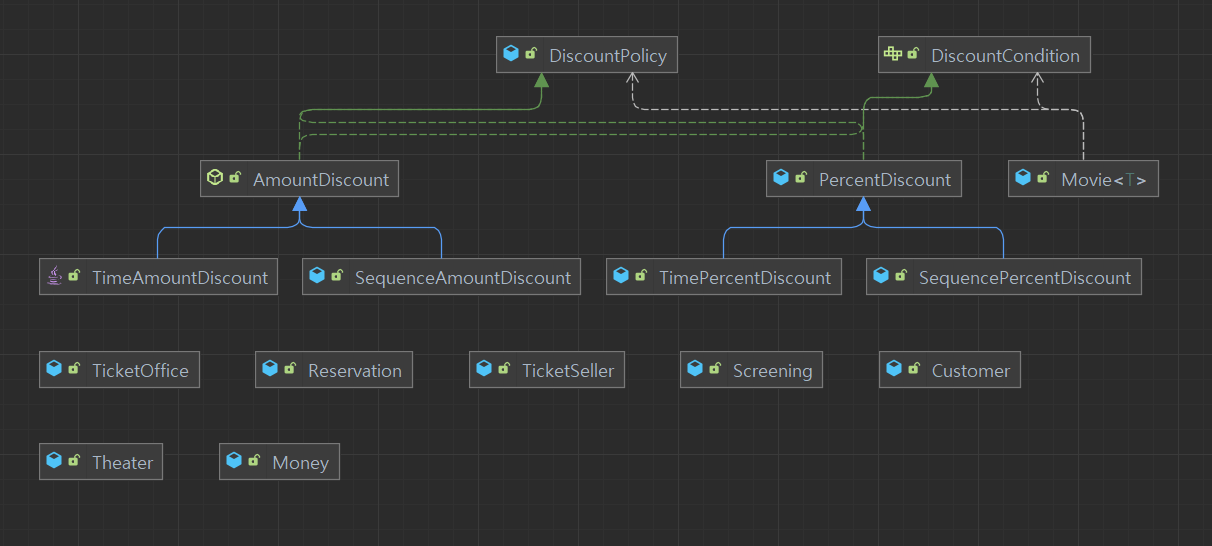 DiscountPolicy
DiscountCondition
AmountDiscount
PercentDiscount
Movie<T>
TimeAmountDiscount
SequenceAmountDiscount
TimePercentDiscount
SequencePercentDiscount
TicketOffice
Reservation
TicketSeller
Screening
Customer
Theater
Money